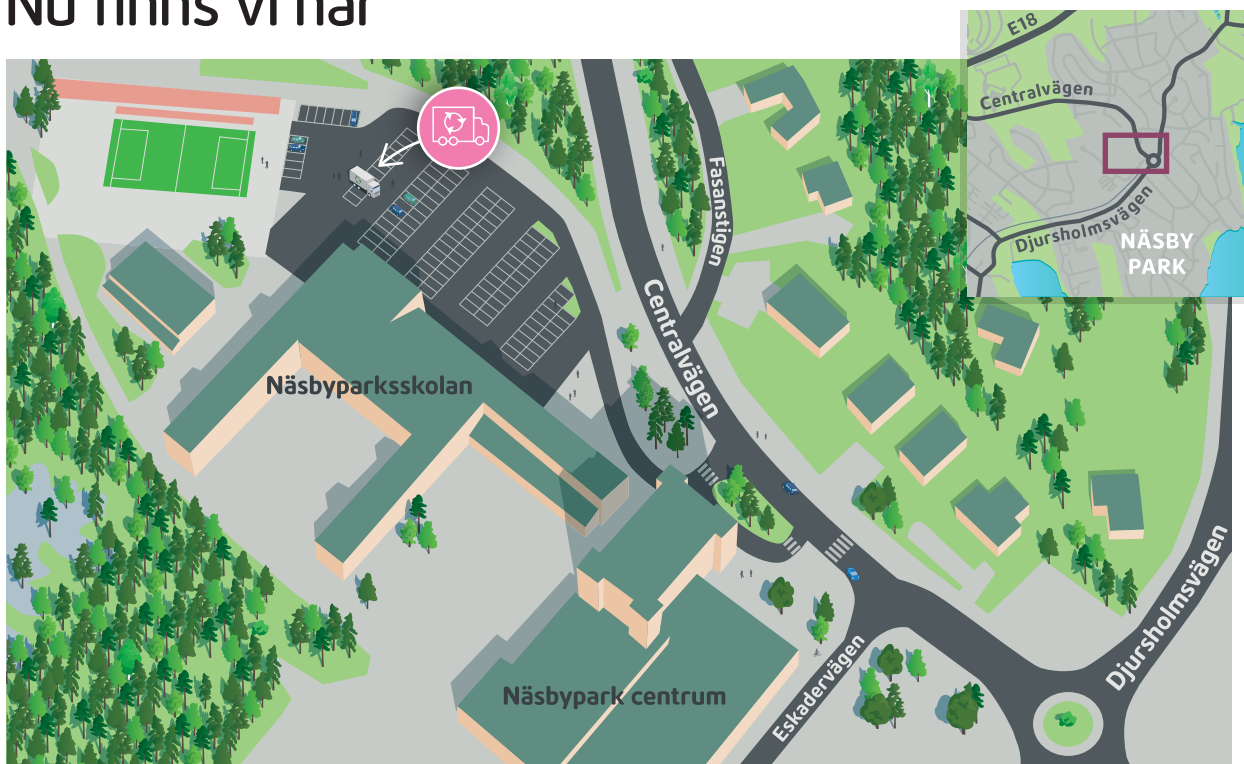 Nu finns vi här
E18
Centralvägen
Djursholmsvägen
NÄSBY
PARK
Fasanstigen
Centralvägen
Näsbyparksskolan
Djursholmsvägen
Eskadervägen
Näsbypark centrum